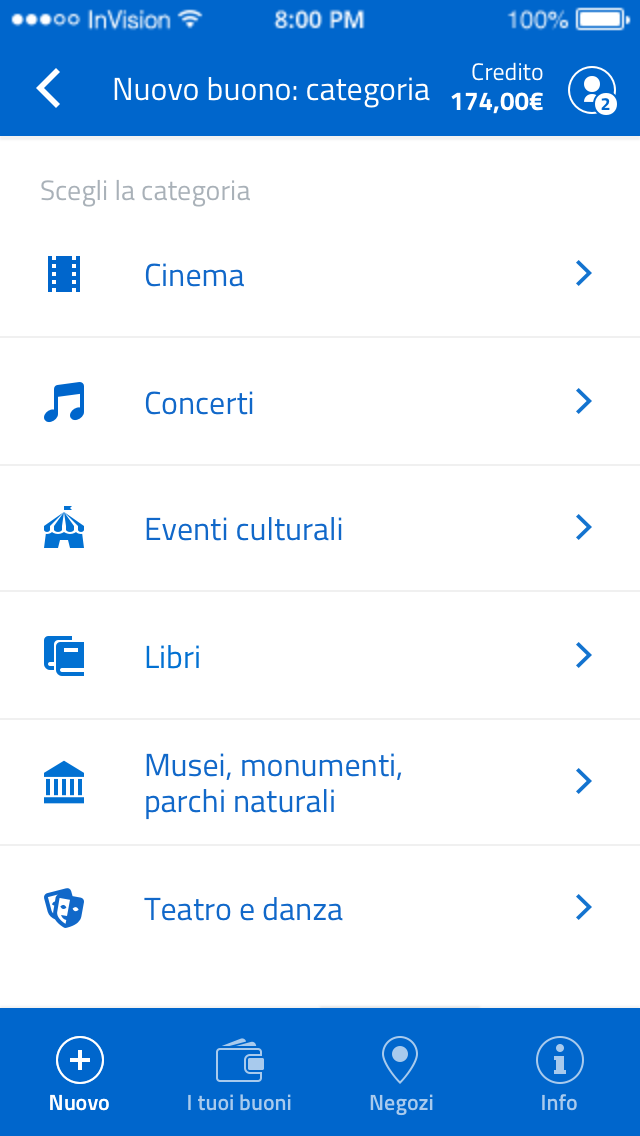 InVision 8:00 PM 100%
Nuovo buono: categoria
Credito
174,00€
2
Scegli la categoria
Cinema
Concerti
Eventi culturali
Libri
Musei, monumenti,
parchi naturali
Teatro e danza
Nuovo I tuoi buoni Negozi Info